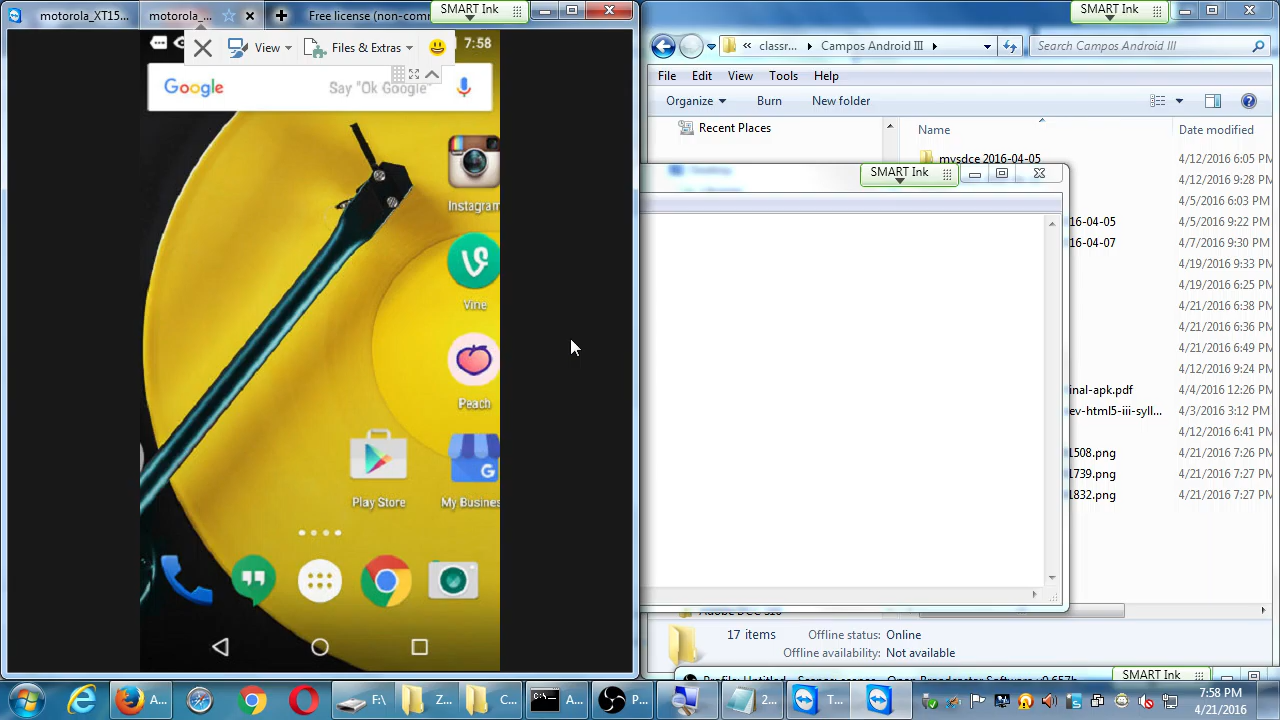 motorola_XT15...
motorola_...
Free license (non-comm
SMART Ink
View
Files & Extras
7:58
Google
Say "Ok Google"
Instagram
Vine
Peach
Play Store
My Busines
SMART Ink
classr...
Campos Android III
Search Campos Android III
File
Edit
View
Tools
Help
Organize
Burn
New folder
Recent Places
Name
Date modified
mysdce 2016-04-05
4/12/2016 6:05 PM
SMART Ink
4/12/2016 9:28 PM
4/5/2016 6:03 PM
16-04-05
4/5/2016 9:22 PM
16-04-07
4/7/2016 9:30 PM
4/19/2016 9:33 PM
4/19/2016 6:25 PM
4/21/2016 6:38 PM
4/21/2016 6:36 PM
4/21/2016 6:49 PM
4/12/2016 9:24 PM
inal-apk.pdf
4/4/2016 12:26 PM
ev-html5-iii-syll...
4/3/2016 3:12 PM
4/12/2016 6:41 PM
1508.png
4/21/2016 7:26 PM
1739.png
4/21/2016 7:27 PM
1832.png
4/21/2016 7:27 PM
17 items
Offline status: Online
Offline availability: Not available
SMART Ink
A...
F:\
Z...
C...
A...
P...
2...
T...
7:58 PM
4/21/2016